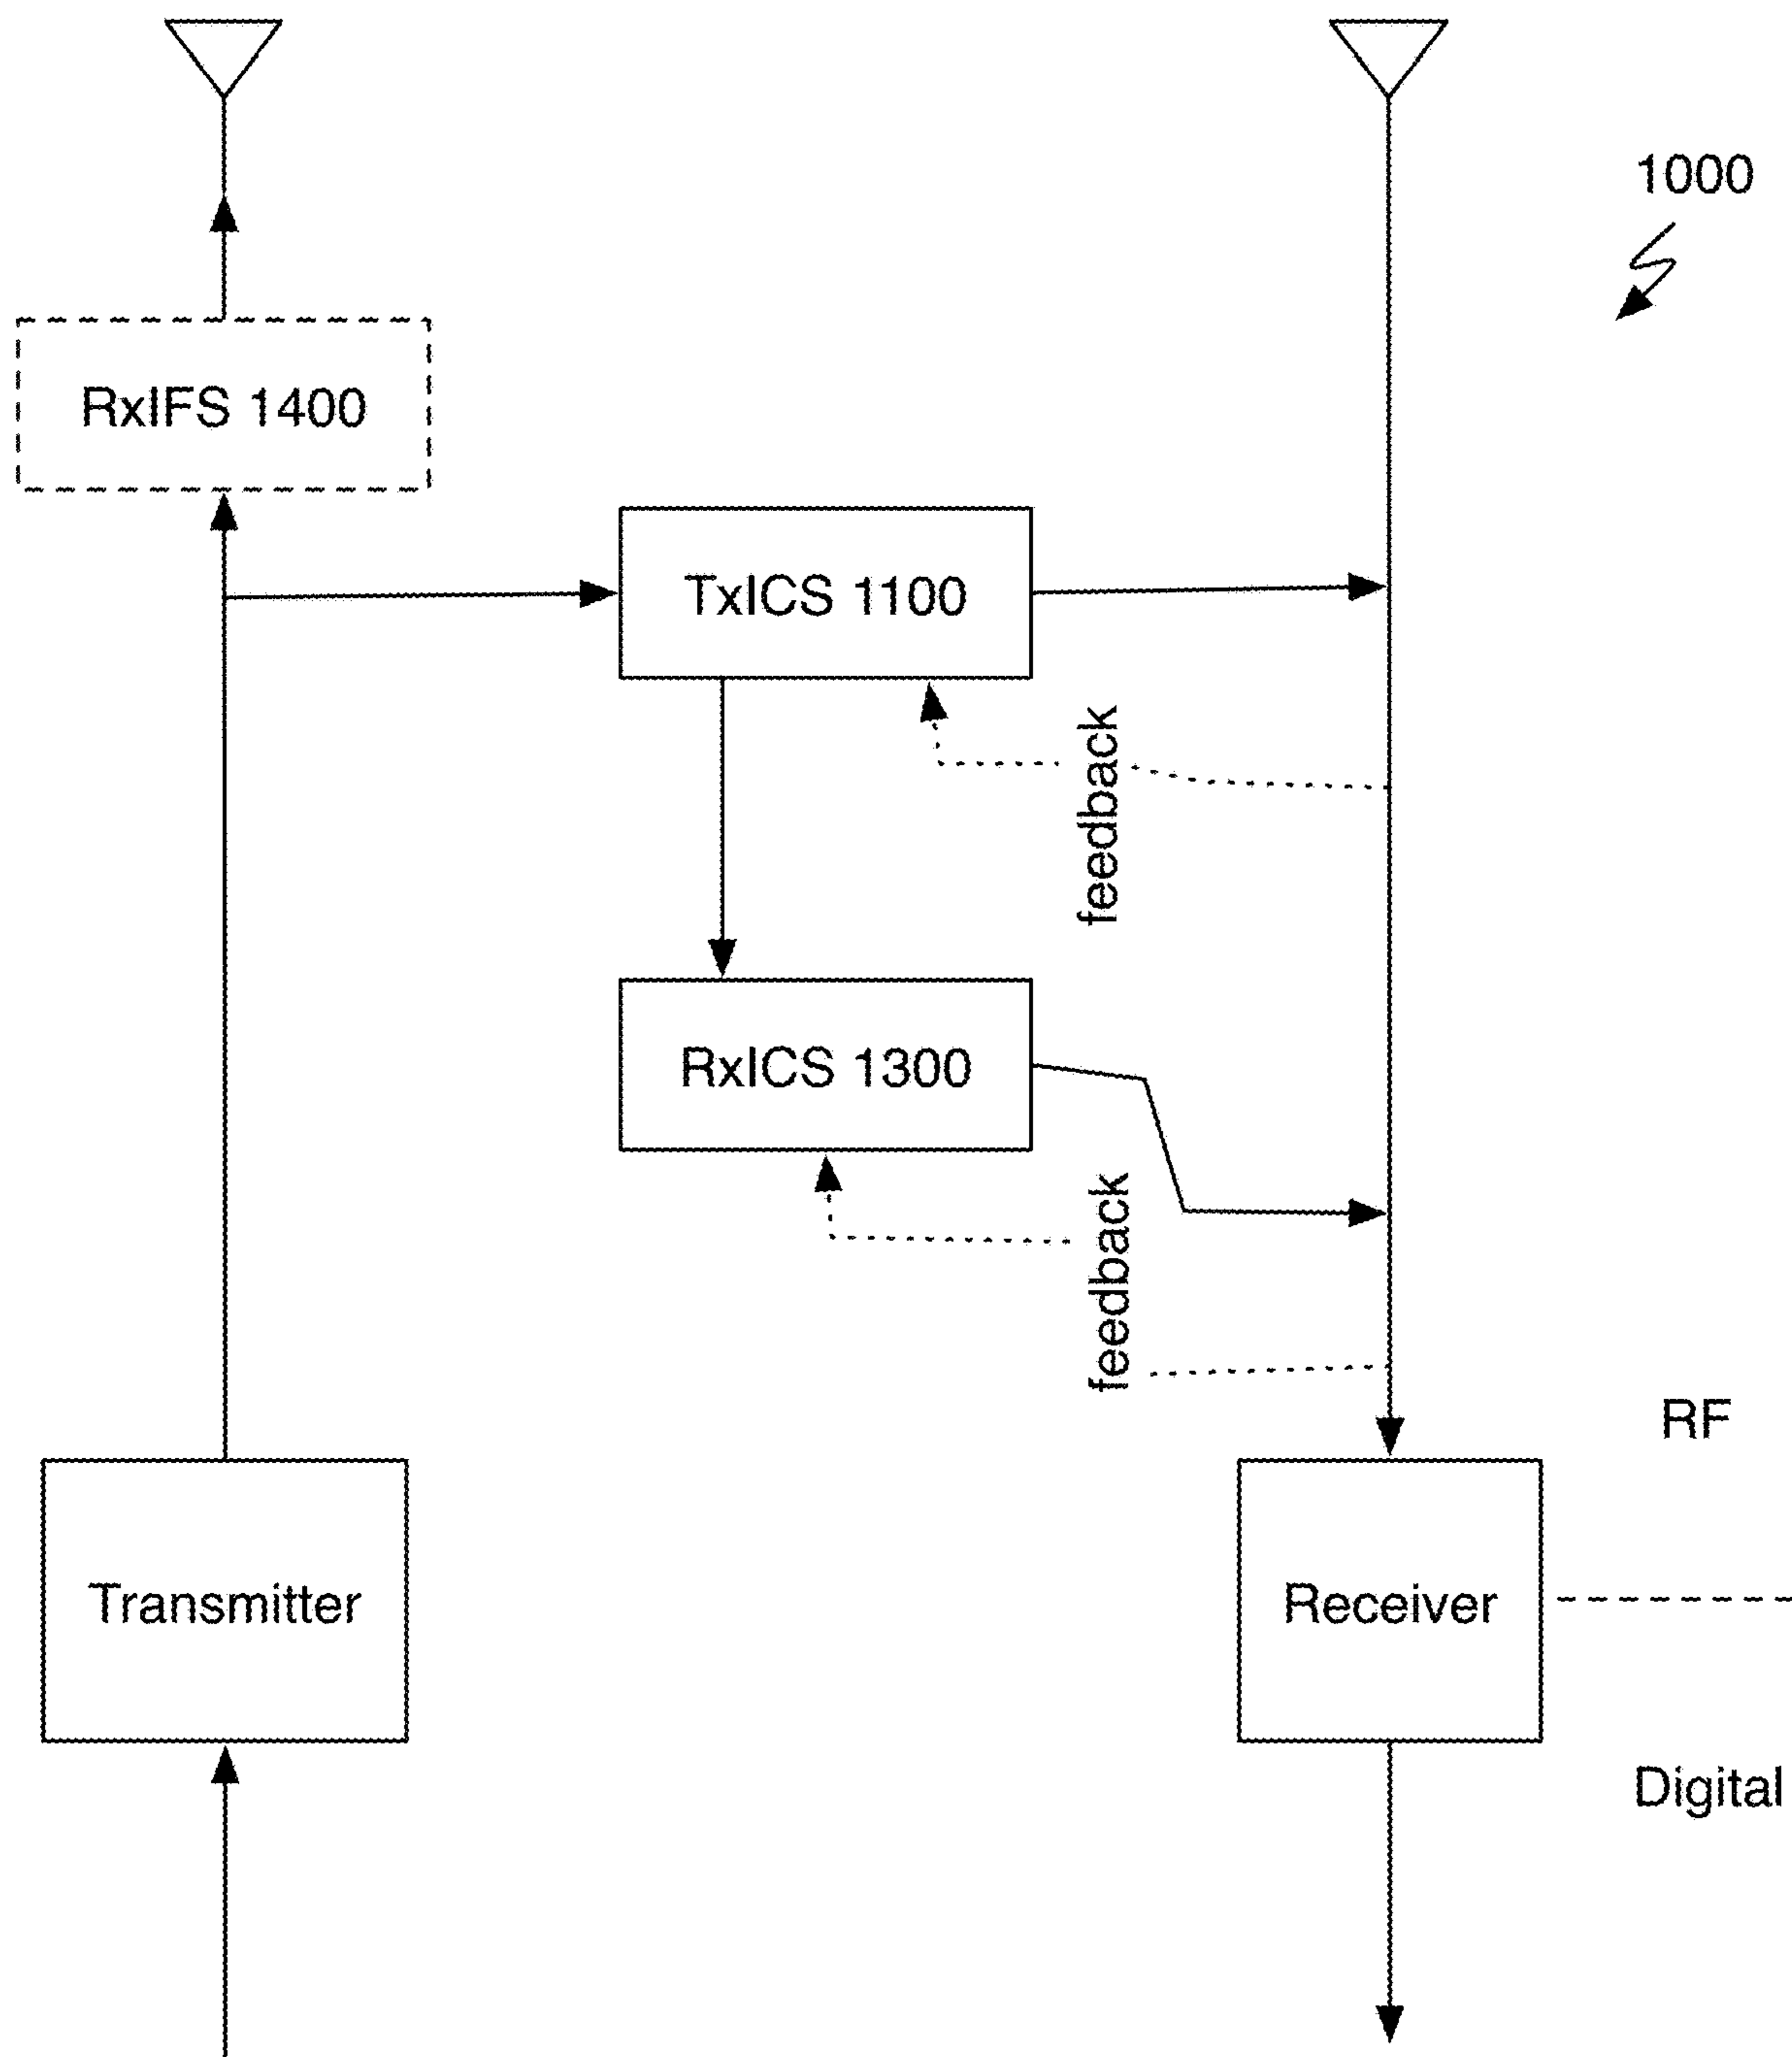 1000
RxIFS 1400
TxICS 1100
feedback
RxICS 1300
feedback
RF
Transmitter
Receiver
Digital